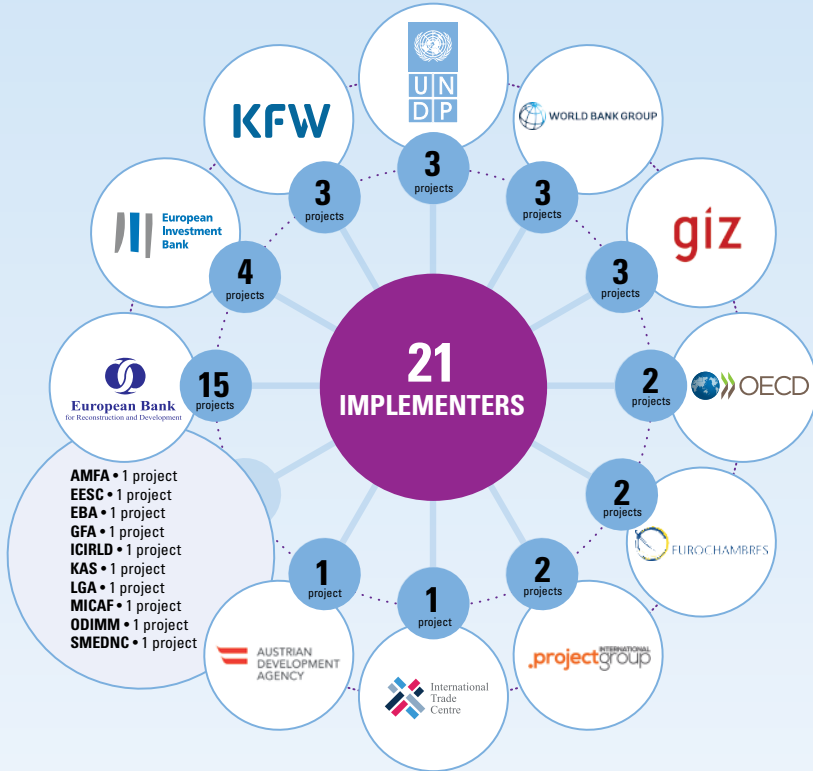 21
IMPLEMENTERS
UN
DP
3
projects
WORLD BANK GROUP
3
projects
giz
3
projects
OECD
2
projects
EUROCHAMBRES
2
projects
INTERNATIONAL
.projectgroup
2
projects
International
Trade
Centre
1
project
AUSTRIAN
DEVELOPMENT
AGENCY
1
project
AMFA • 1 project
EESC • 1 project
EBA • 1 project
GFA • 1 project
ICIRLD • 1 project
KAS • 1 project
LGA • 1 project
MICAF • 1 project
ODIMM • 1 project
SMEDNC • 1 project
European Bank
for Reconstruction and Development
15
projects
European
Investment
Bank
4
projects
KFW
3
projects